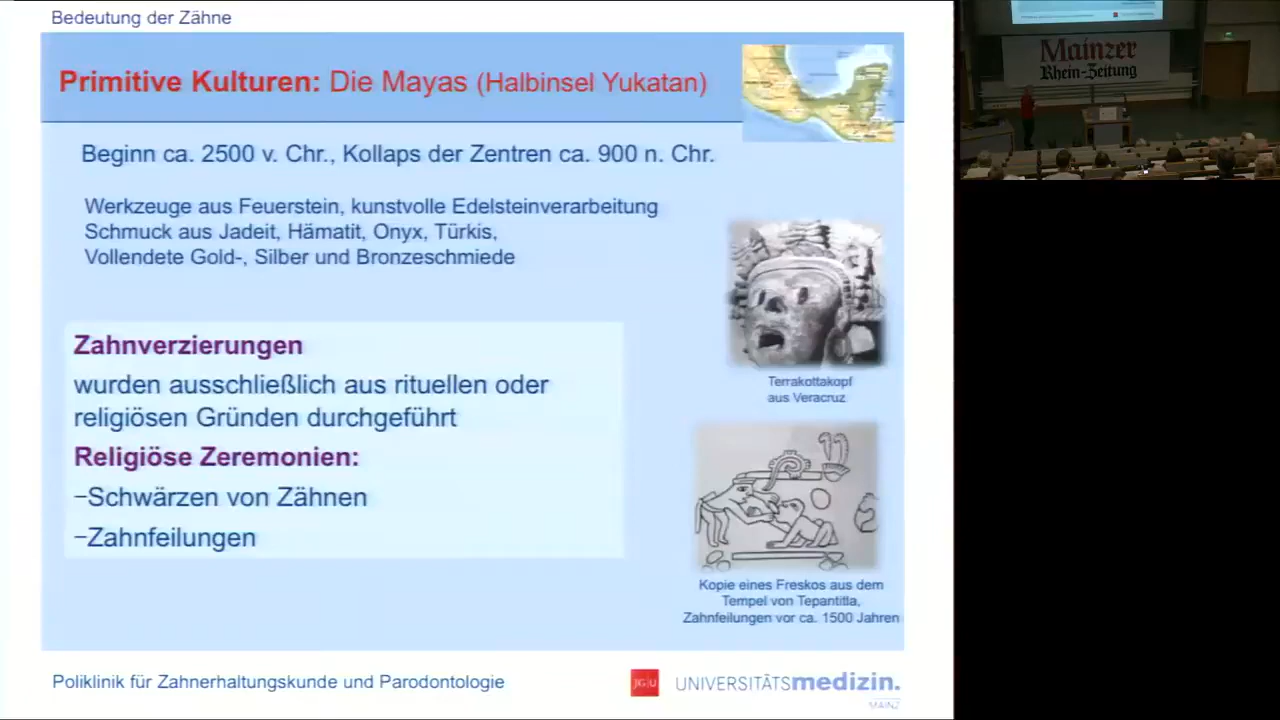 Bedeutung der Zähne
Primitive Kulturen: Die Mayas (Halbinsel Yukatan)
Beginn ca. 2500 v. Chr., Kollaps der Zentren ca. 900 n. Chr.
Werkzeuge aus Feuerstein, kunstvolle Edelsteinverarbeitung
Schmuck aus Jadeit, Hämatit, Onyx, Türkis,
Vollendete Gold-, Silber und Bronzeschmiede
Zahnverzierungen
wurden ausschließlich aus rituellen oder
religiösen Gründen durchgeführt
Religiöse Zeremonien:
−Schwärzen von Zähnen
−Zahnfeilungen
Terrakottakopf
aus Veracruz
Kopie eines Freskos aus dem
Tempel von Tepantitla,
Zahnfeilungen vor ca. 1500 Jahren
Poliklinik für Zahnerhaltungskunde und Parodontologie
JG|U
UNIVERSITÄTSmedizin.
MAINZ
Mainzer
Rhein-Zeitung